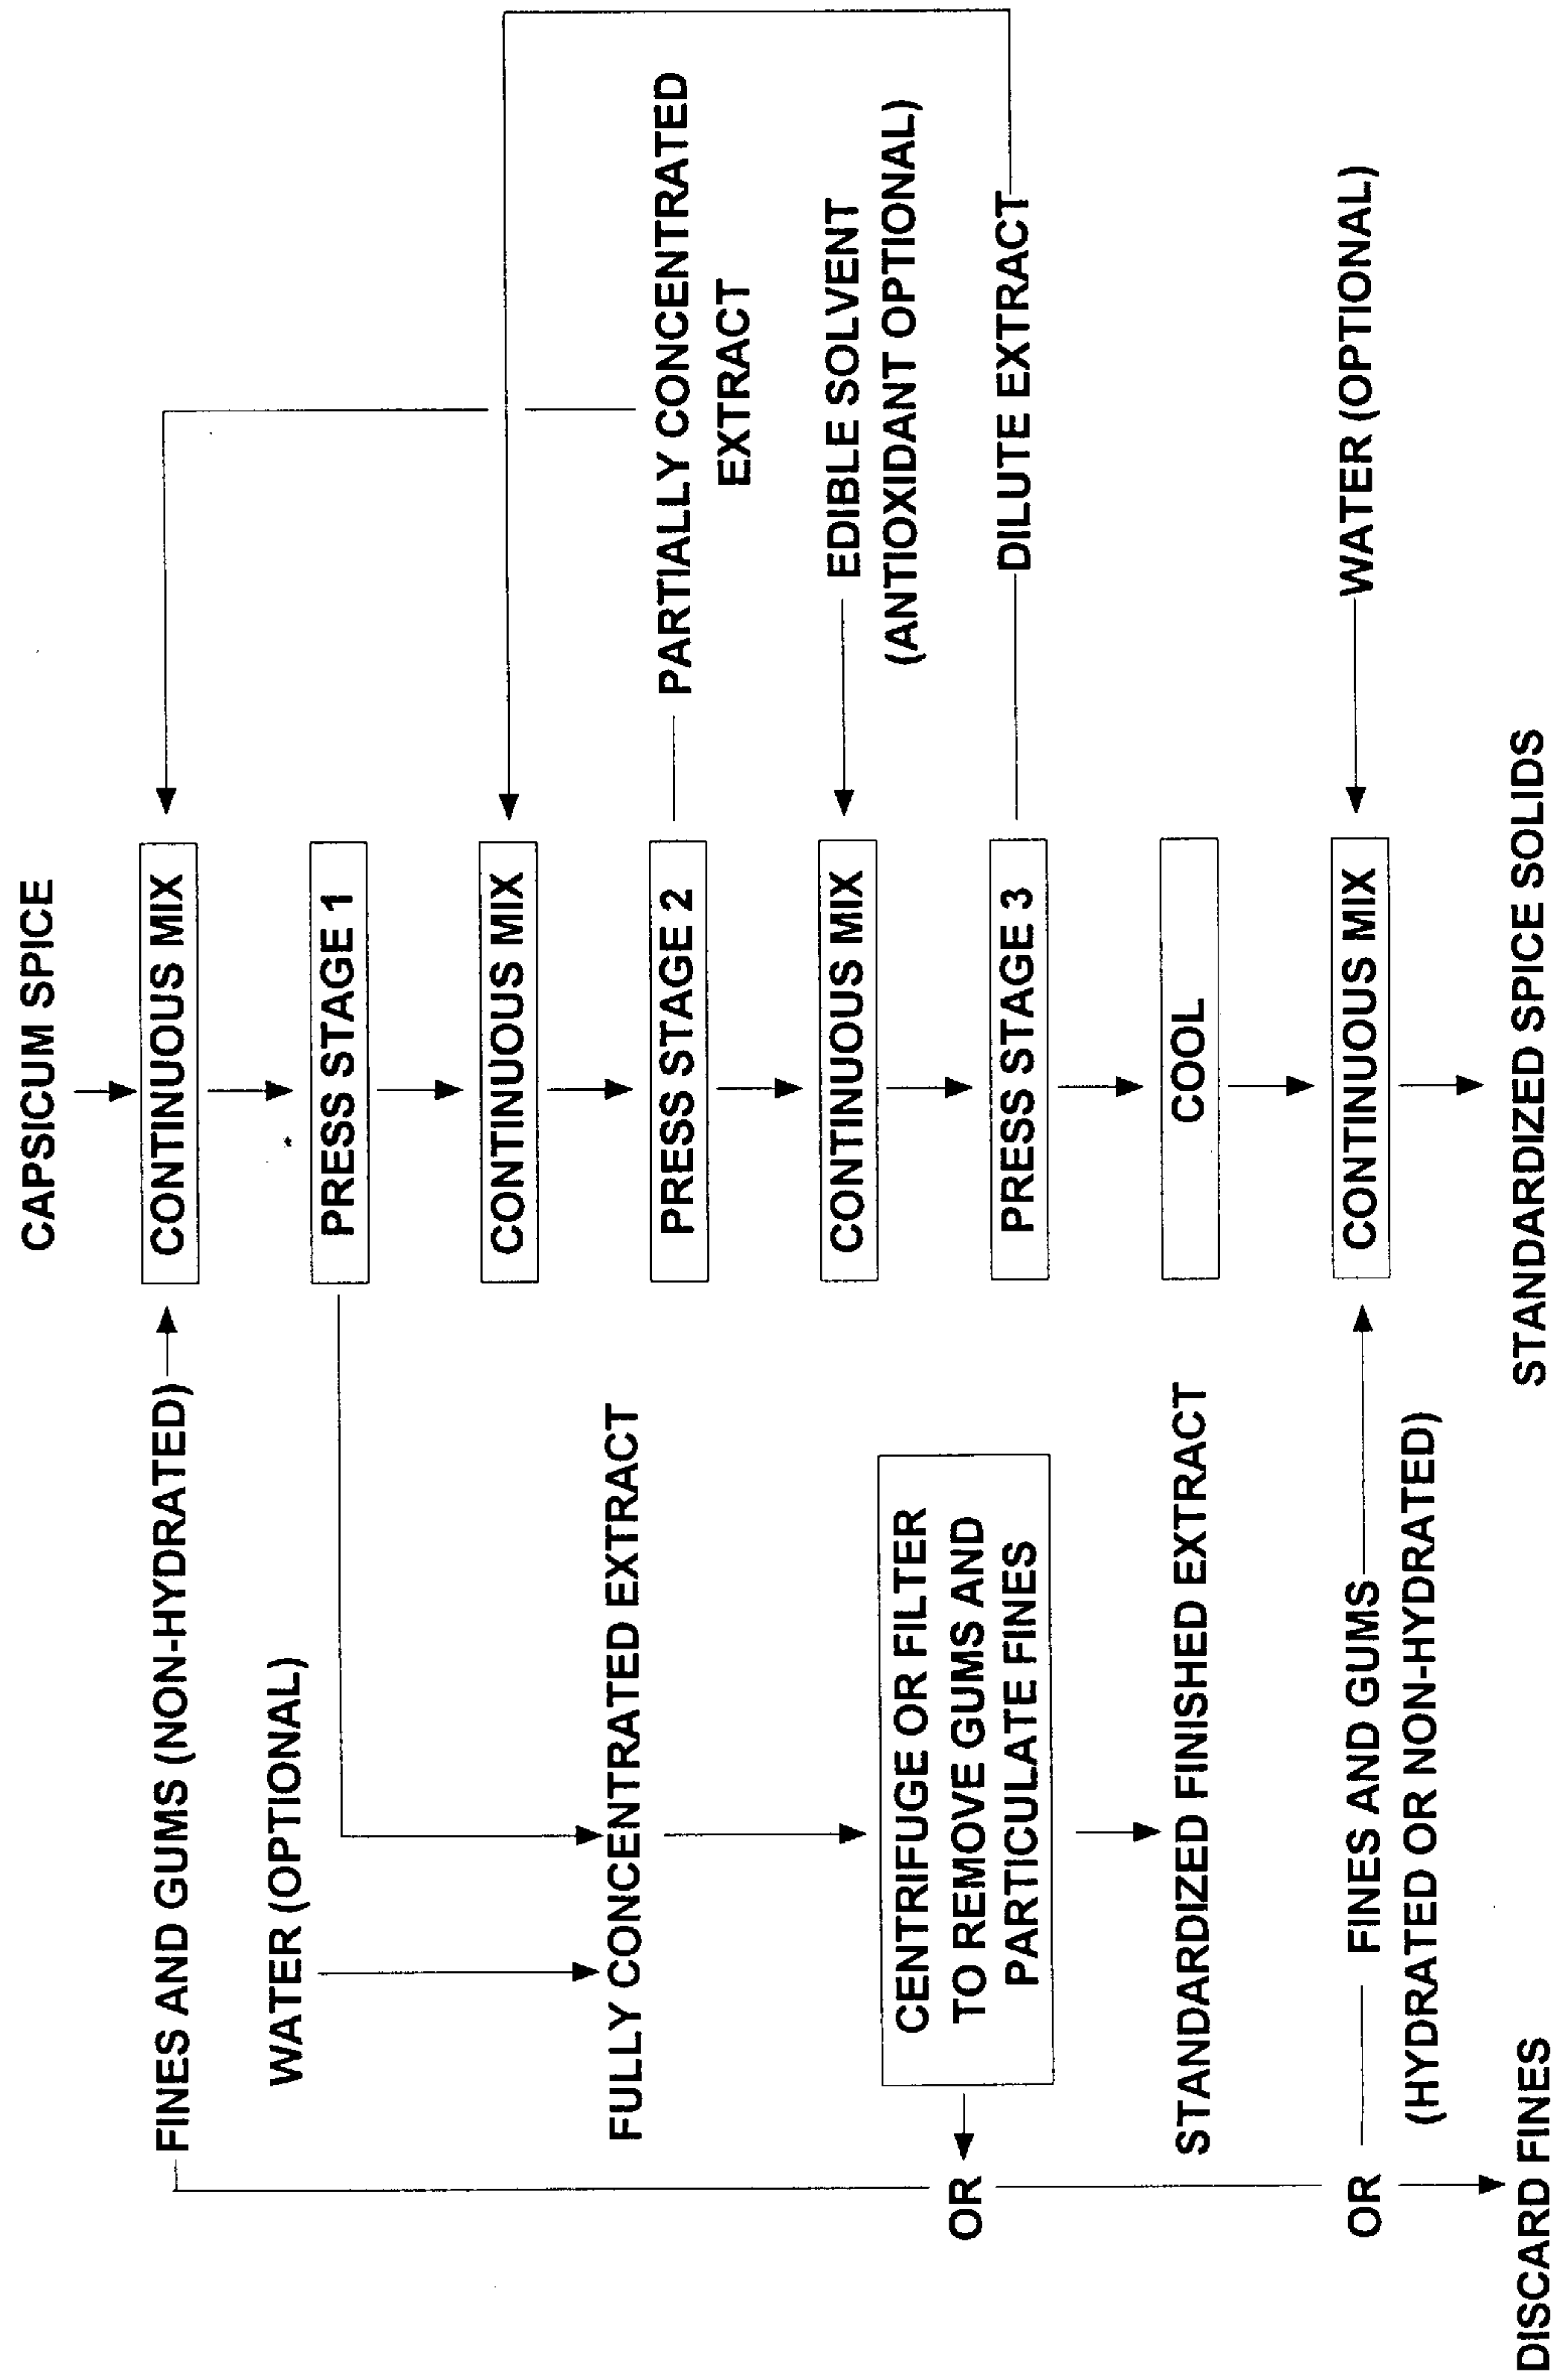 CAPSICUM SPICE
FINES AND GUMS (NON-HYDRATED)
CONTINUOUS MIX
WATER (OPTIONAL)
PRESS STAGE 1
CONTINUOUS MIX
FULLY CONCENTRATED EXTRACT
PRESS STAGE 2
PARTIALLY CONCENTRATED
EXTRACT
CONTINUOUS MIX
EDIBLE SOLVENT
(ANTIOXIDANT OPTIONAL)
CENTRIFUGE OR FILTER
TO REMOVE GUMS AND
PARTICULATE FINES
OR
PRESS STAGE 3
DILUTE EXTRACT
STANDARDIZED FINISHED EXTRACT
COOL
OR
FINES AND GUMS
(HYDRATED OR NON-HYDRATED)
CONTINUOUS MIX
WATER (OPTIONAL)
DISCARD FINES
STANDARDIZED SPICE SOLIDS